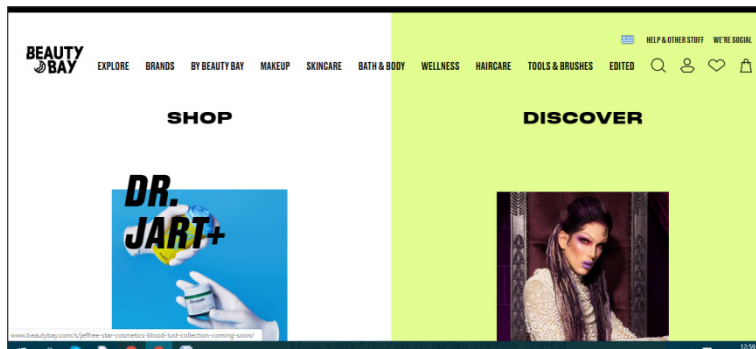 HELP & OTHER STUFF WE'RE SOCIAL
BEAUTY
BAY
EXPLORE BRANDS BY BEAUTY BAY MAKEUP SKINCARE BATH & BODY WELLNESS HAIRCARE TOOLS & BRUSHES EDITED
SHOP
DISCOVER
DR.
JART+
www.beautybay.com/s/jeffree-star-cosmetics-blood-lust-collection-coming-soon/